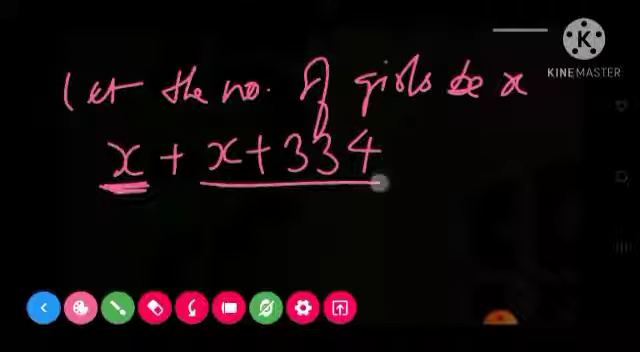 K
KINEMASTER
Let the no. of girls be x
x + x+334